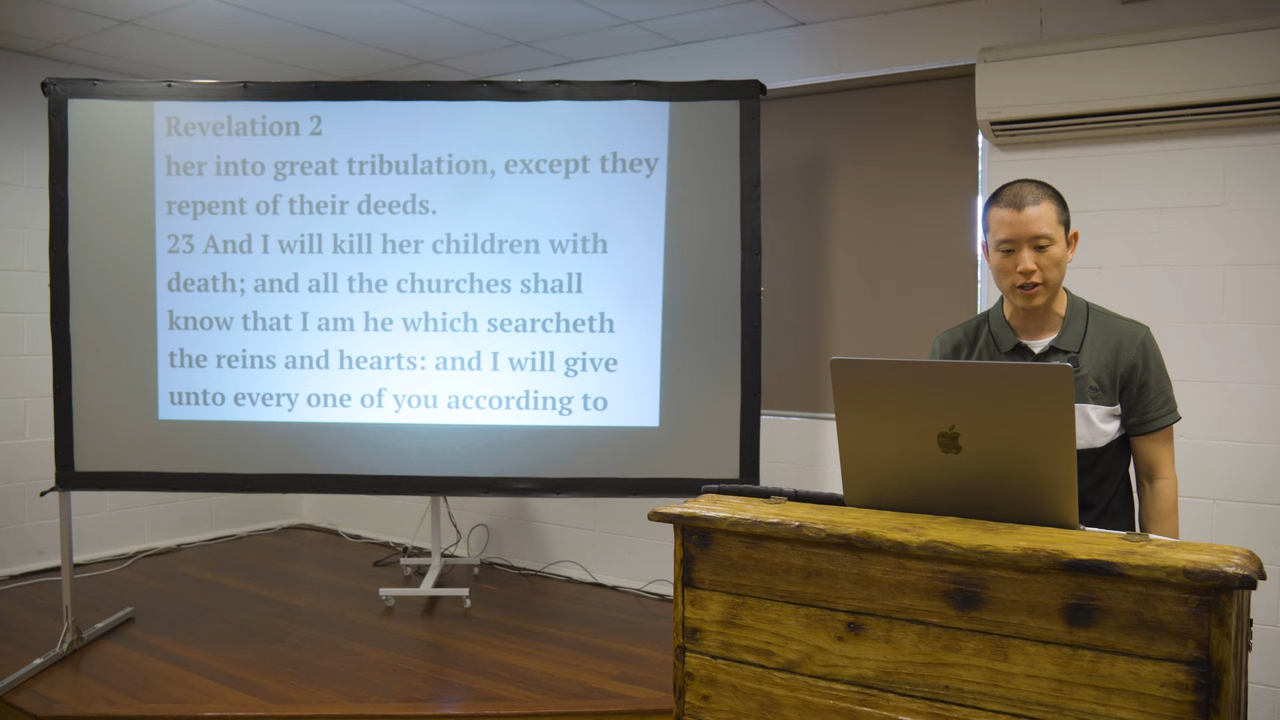 Revelation 2
her into great tribulation, except they
repent of their deeds.
23 And I will kill her children with
death; and all the churches shall
know that I am he which searcheth
the reins and hearts: and I will give
unto every one of you according to